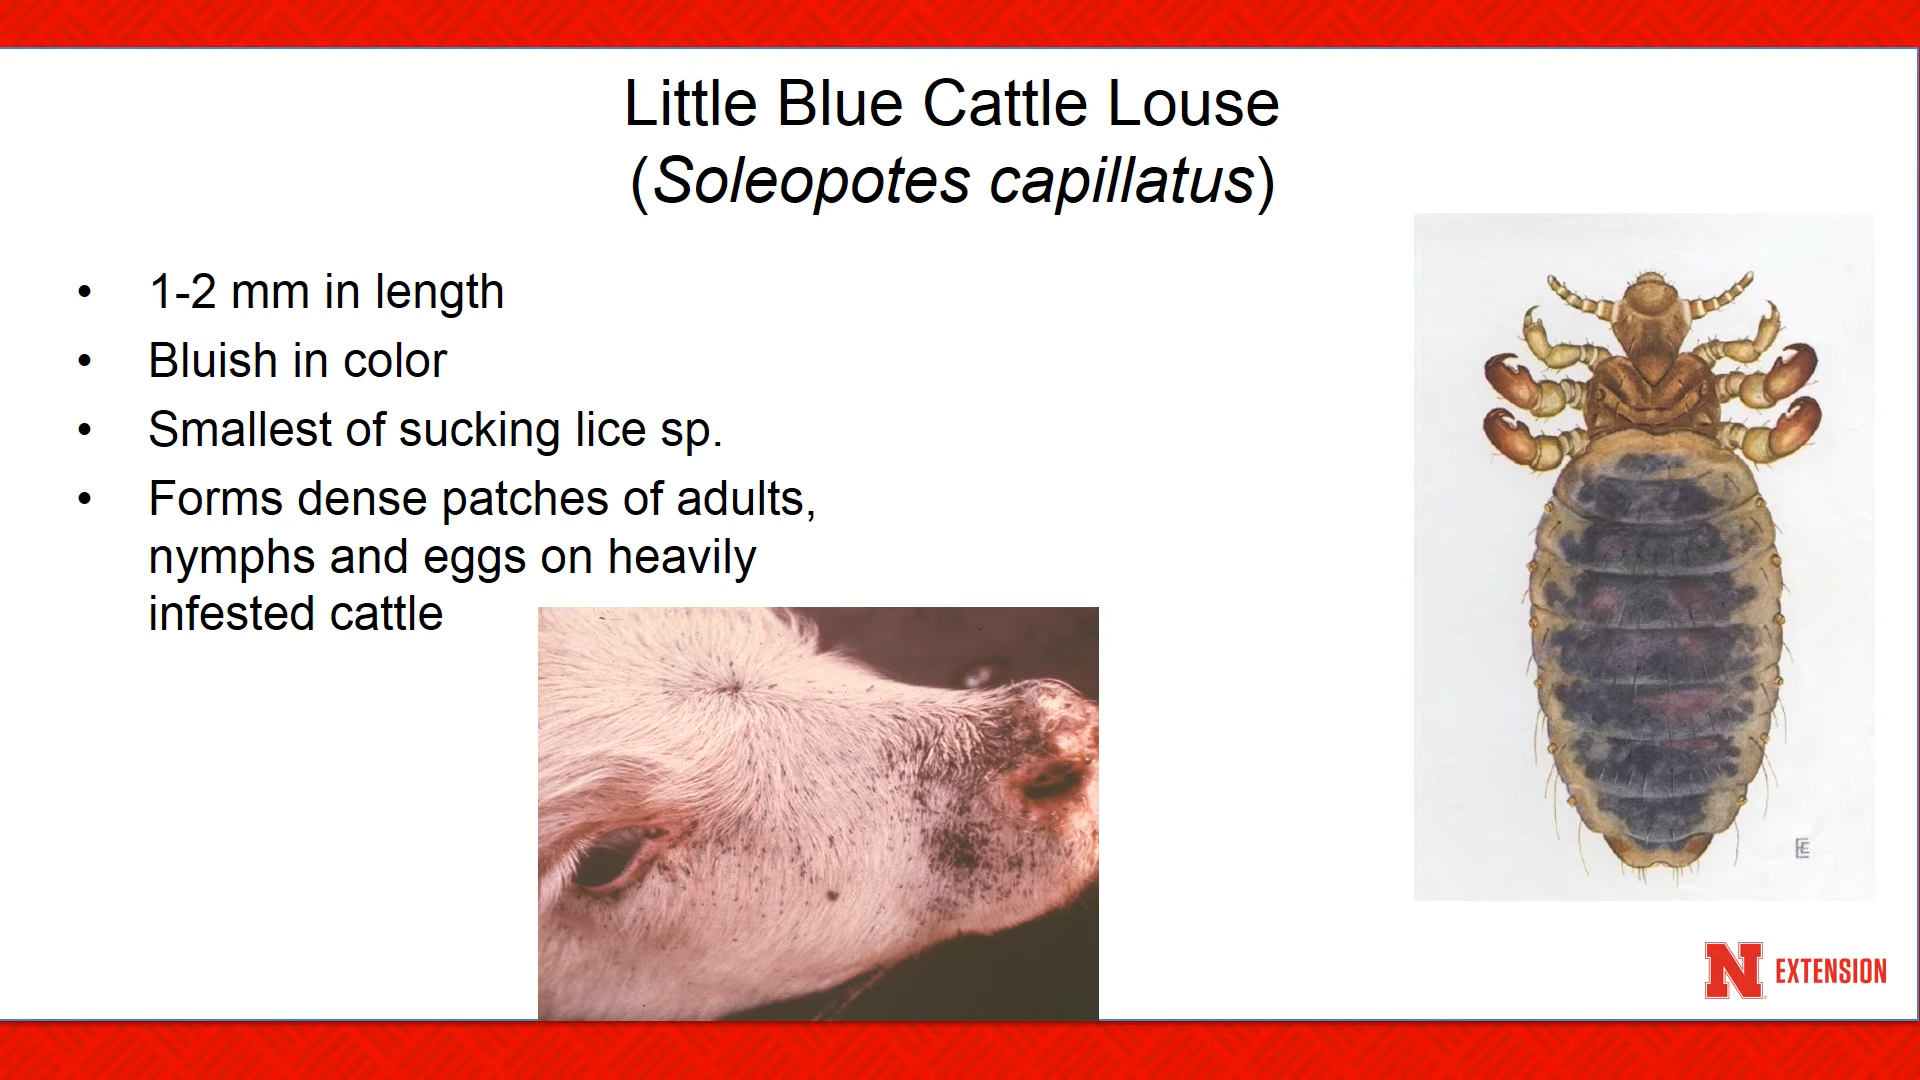 Little Blue Cattle Louse
(Soleopotes capillatus)
• 1-2 mm in length
• Bluish in color
• Smallest of sucking lice sp.
• Forms dense patches of adults,
nymphs and eggs on heavily
infested cattle
N EXTENSION